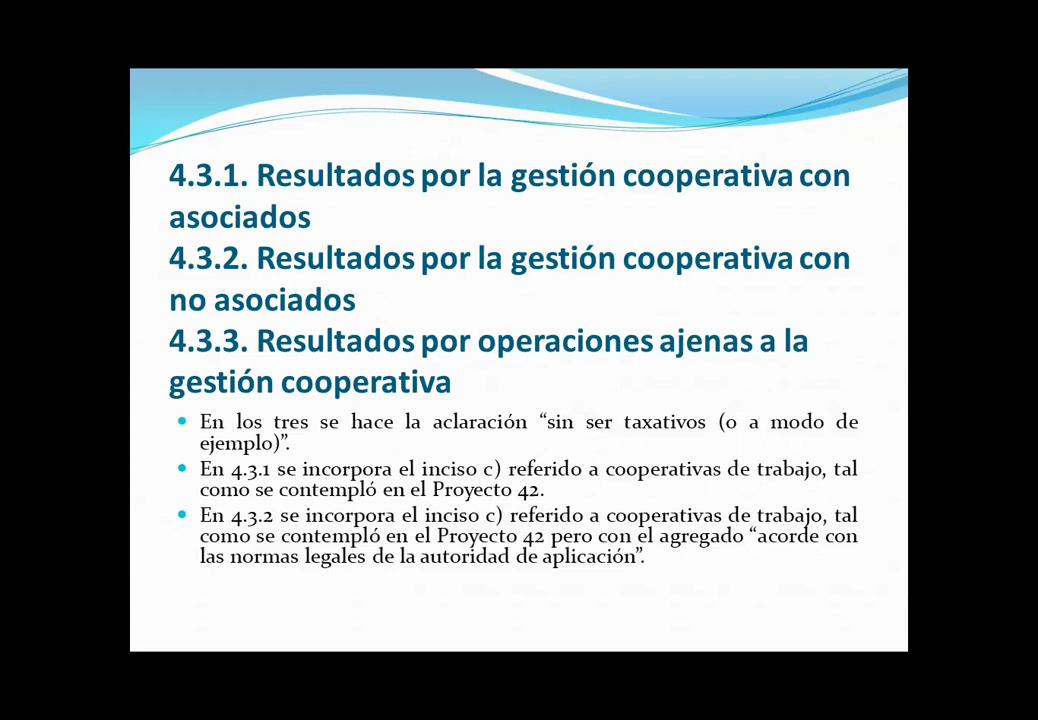 4.3.1. Resultados por la gestión cooperativa con
asociados
4.3.2. Resultados por la gestión cooperativa con
no asociados
4.3.3. Resultados por operaciones ajenas a la
gestión cooperativa
• En los tres se hace la aclaración “sin ser taxativos (o a modo de
ejemplo)”.
• En 4.3.1 se incorpora el inciso c) referido a cooperativas de trabajo, tal
como se contempló en el Proyecto 42.
• En 4.3.2 se incorpora el inciso c) referido a cooperativas de trabajo, tal
como se contempló en el Proyecto 42 pero con el agregado “acorde con
las normas legales de la autoridad de aplicación”.